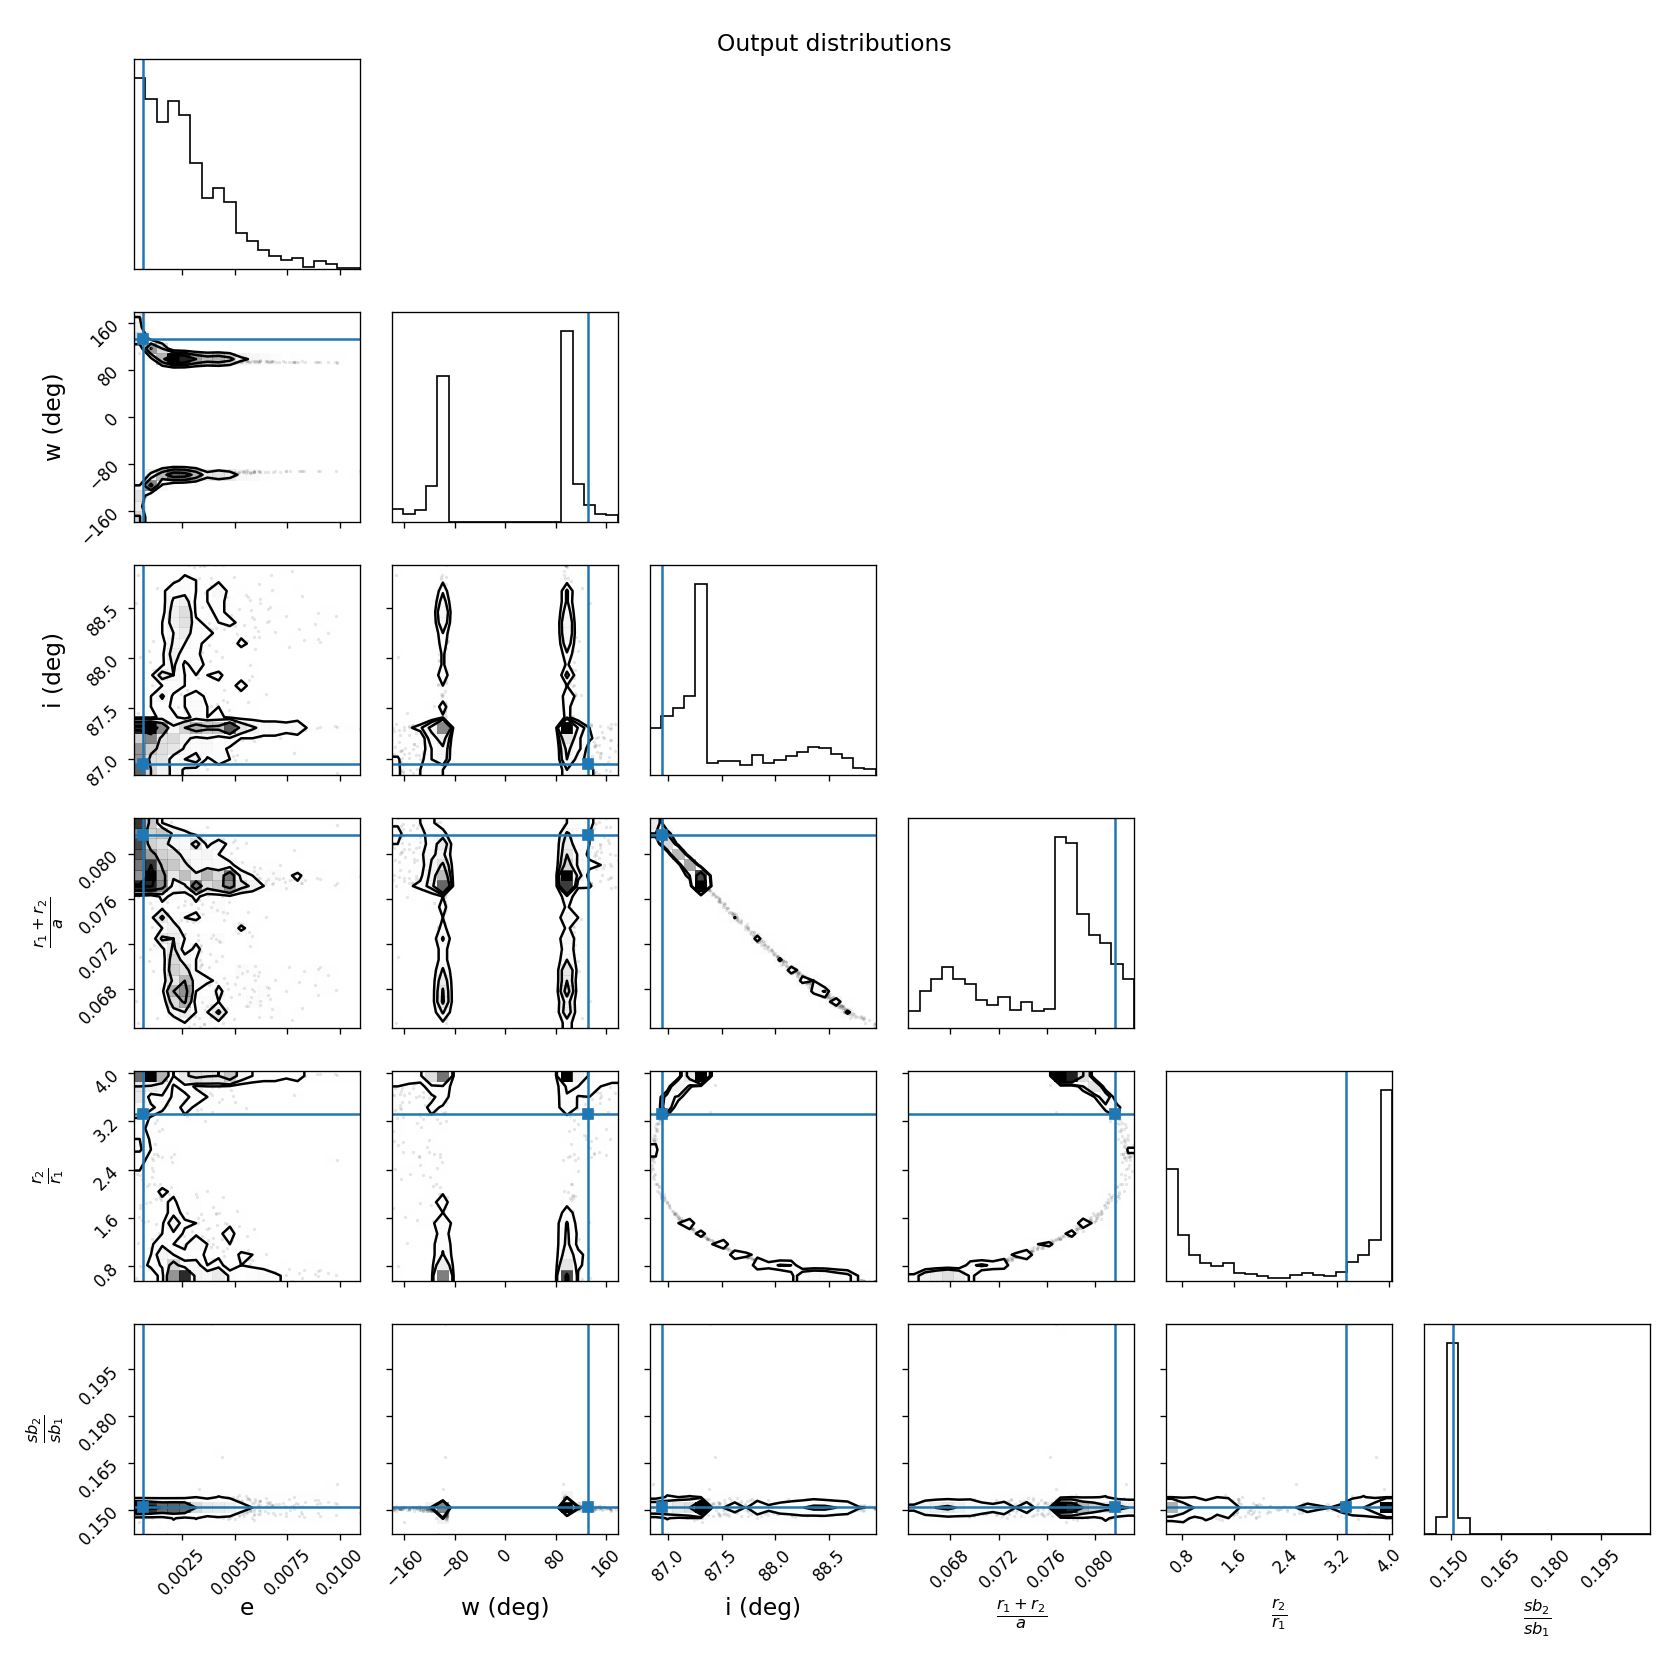 Output distributions
w (deg)
160
80
0
−80
−160
i (deg)
88.5
88.0
87.5
87.0
r₁ + r₂
a
0.080
0.076
0.072
0.068
r₂
r₁
4.0
3.2
2.4
1.6
0.8
sb₂
sb₁
0.195
0.180
0.165
0.150
0.0025 0.0050 0.0075 0.0100
−160 −80 0 80 160
87.0 87.5 88.0 88.5
0.068 0.072 0.076 0.080
0.8 1.6 2.4 3.2 4.0
0.150 0.165 0.180 0.195
e
w (deg)
i (deg)
r₁ + r₂
a
r₂
r₁
sb₂
sb₁